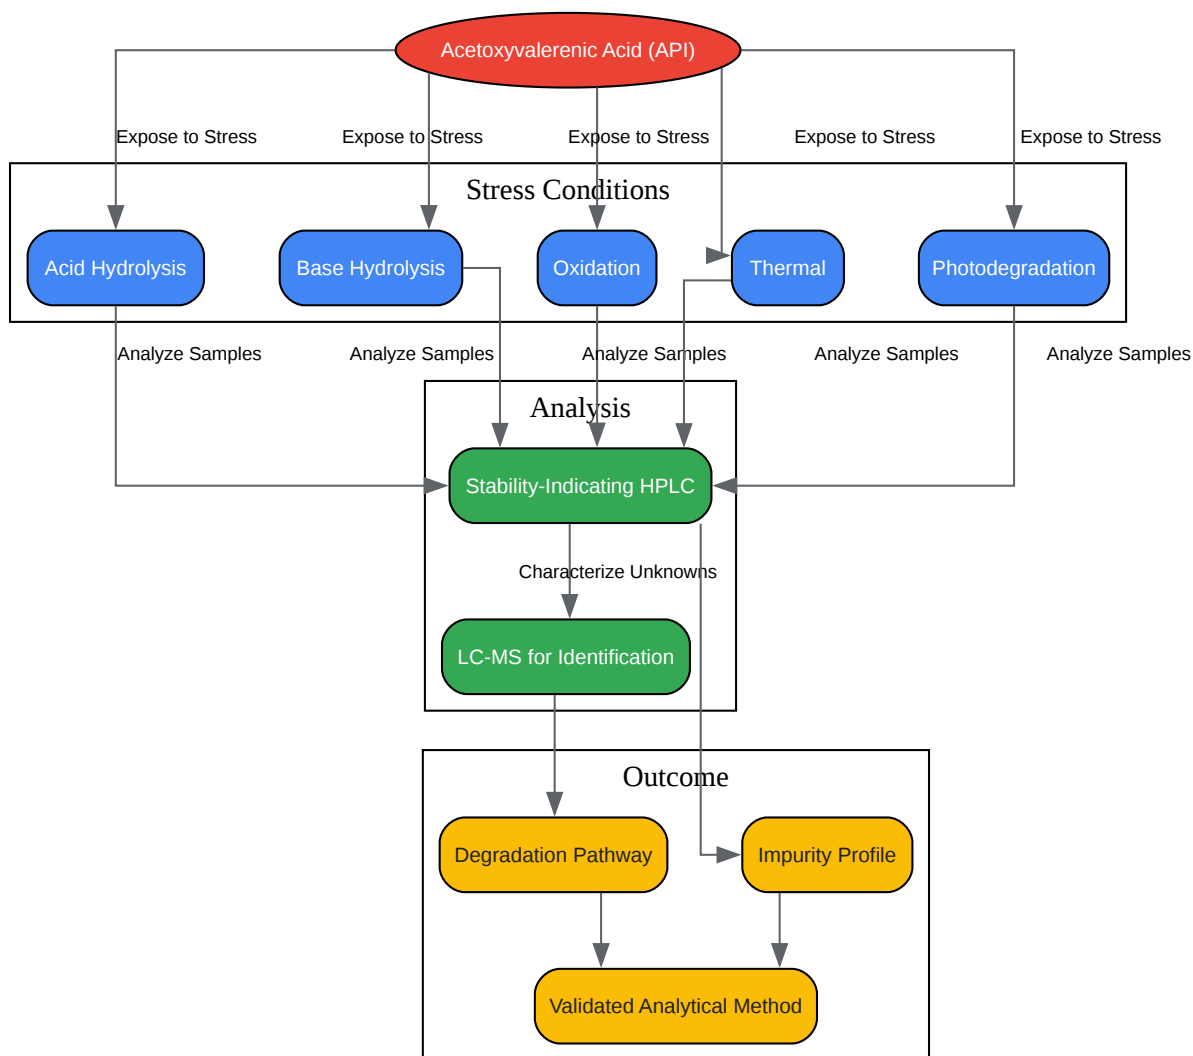 Acetoxyvalerenic Acid (API)
Expose to Stress
Expose to Stress
Expose to Stress
Expose to Stress
Expose to Stress
Stress Conditions
Acid Hydrolysis
Base Hydrolysis
Oxidation
Thermal
Photodegradation
Analyze Samples
Analyze Samples
Analyze Samples
Analyze Samples
Analyze Samples
Analysis
Stability-Indicating HPLC
Characterize Unknowns
LC-MS for Identification
Outcome
Degradation Pathway
Impurity Profile
Validated Analytical Method